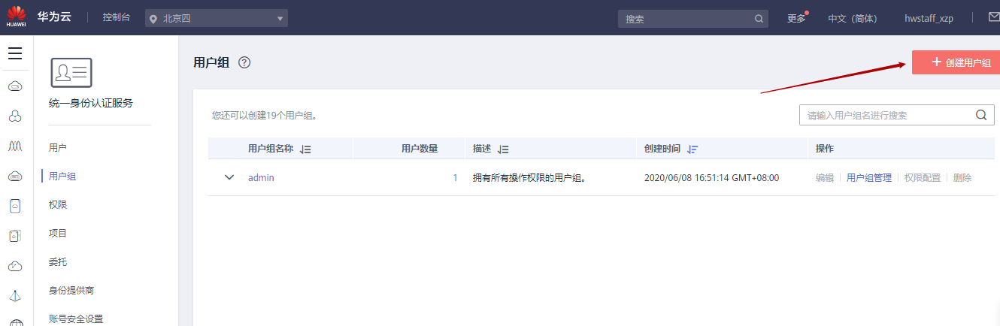 HUAWEI 华为云 控制台 北京四 搜索 更多 中文（简体） hwstaff_xzp
统一身份认证服务
用户
用户组
权限
项目
委托
身份提供商
账号安全设置
用户组 ?
+ 创建用户组
您还可以创建19个用户组。
请输入用户组名进行搜索
用户组名称 用户数量 描述 创建时间 操作
admin 1 拥有所有操作权限的用户组。 2020/06/08 16:51:14 GMT+08:00 编辑 用户组管理 权限配置 删除